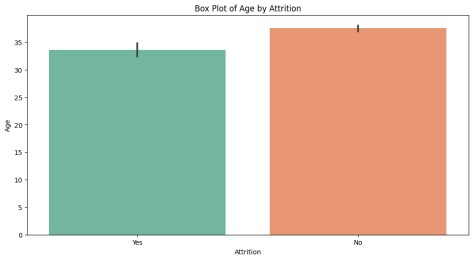 Box Plot of Age by Attrition
35
30
25
20
15
10
5
0
Age
Yes
No
Attrition